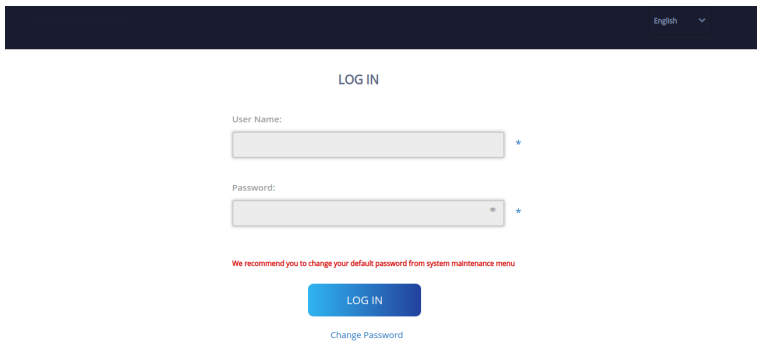 English
LOG IN
User Name:
*
Password:
*
We recommend you to change your default password from system maintenance menu
LOG IN
Change Password